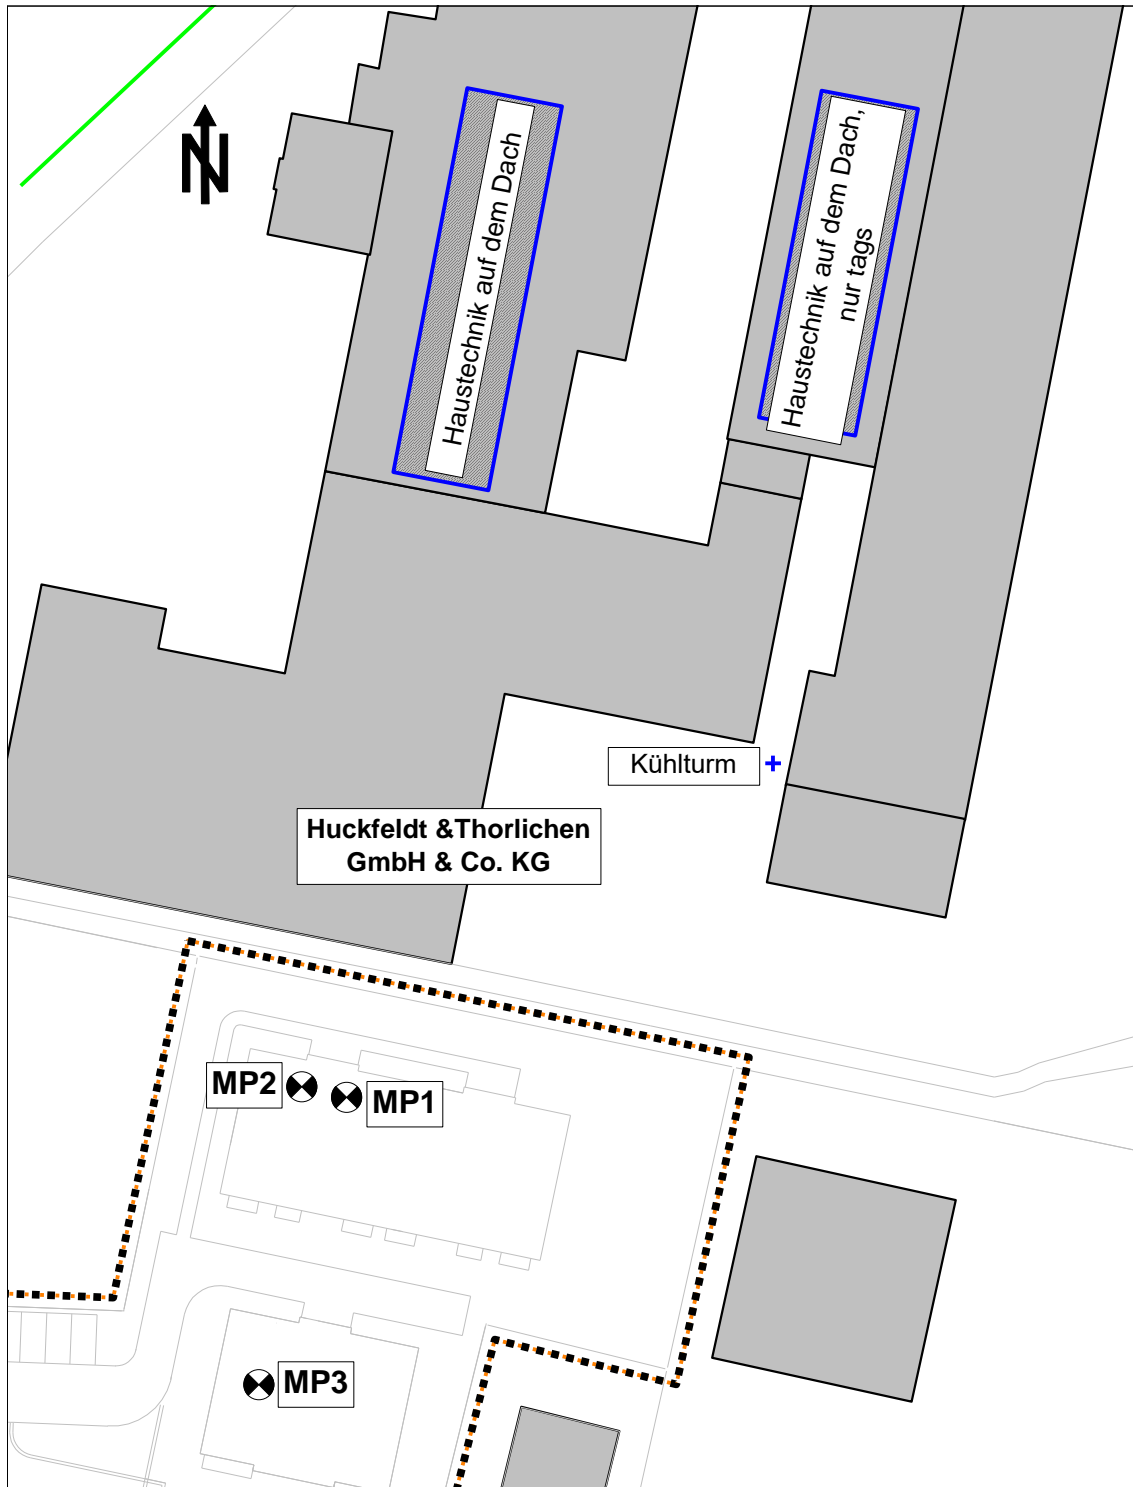 N
Haustechnik auf dem Dach
Haustechnik auf dem Dach,
nur tags
Kühlturm
Huckfeldt &Thorlichen
GmbH & Co. KG
MP2
MP1
MP3